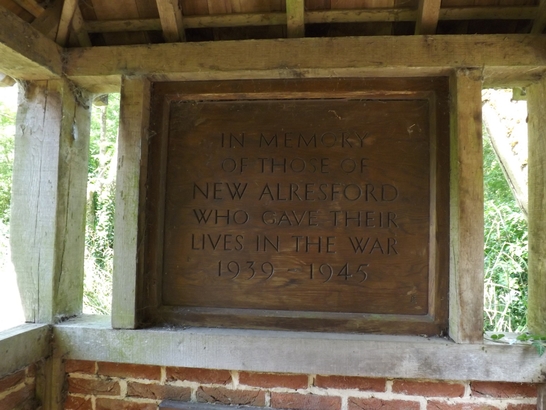 IN MEMORY
OF THOSE OF
NEW ALRESFORD
WHO GAVE THEIR
LIVES IN THE WAR
1939 - 1945